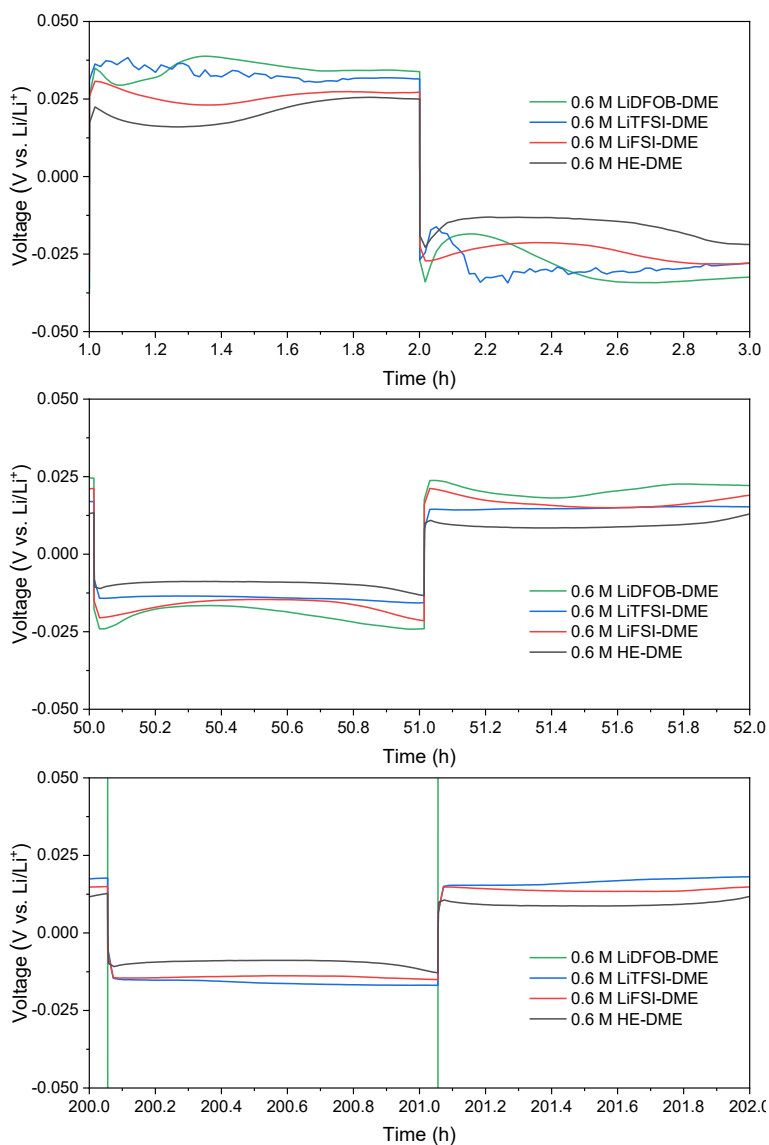 0.050
0.025
0.000
-0.025
-0.050
Voltage (V vs. Li/Li⁺)
0.6 M LiDFOB-DME
0.6 M LiTFSI-DME
0.6 M LiFSI-DME
0.6 M HE-DME
1.0 1.2 1.4 1.6 1.8 2.0 2.2 2.4 2.6 2.8 3.0
Time (h)
0.050
0.025
0.000
-0.025
-0.050
Voltage (V vs. Li/Li⁺)
0.6 M LiDFOB-DME
0.6 M LiTFSI-DME
0.6 M LiFSI-DME
0.6 M HE-DME
50.0 50.2 50.4 50.6 50.8 51.0 51.2 51.4 51.6 51.8 52.0
Time (h)
0.050
0.025
0.000
-0.025
-0.050
Voltage (V vs. Li/Li⁺)
0.6 M LiDFOB-DME
0.6 M LiTFSI-DME
0.6 M LiFSI-DME
0.6 M HE-DME
200.0 200.2 200.4 200.6 200.8 201.0 201.2 201.4 201.6 201.8 202.0
Time (h)